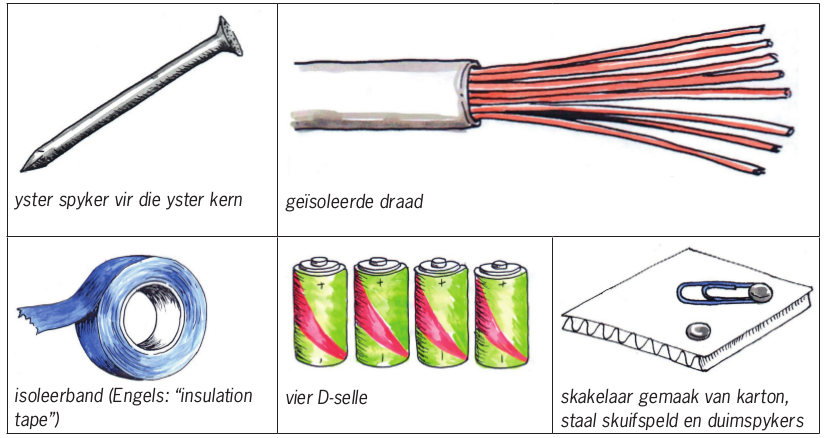 yster spyker vir die yster kern
geïsoleerde draad
isoleerband (Engels: “insulation
tape”)
+ + + +
- - - -
vier D-selle
skakelaar gemaak van karton,
staal skuifspeld en duimspykers